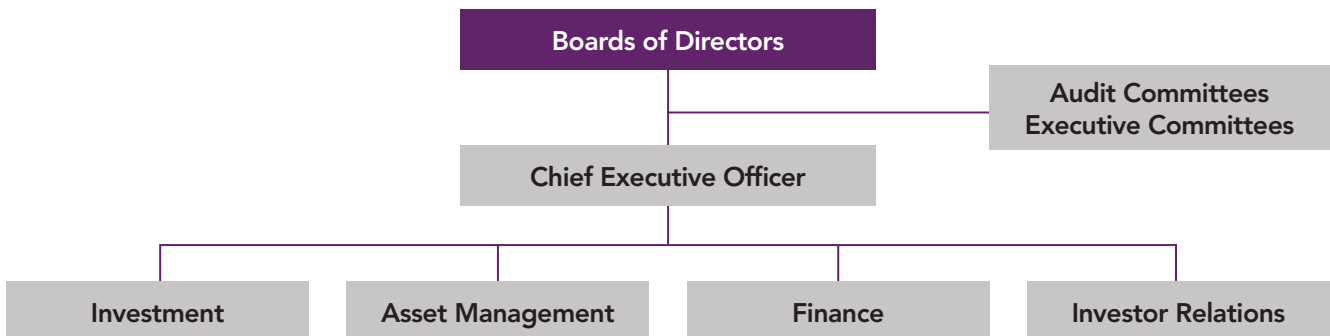 Boards of Directors
Audit Committees
Executive Committees
Chief Executive Officer
Investment
Asset Management
Finance
Investor Relations